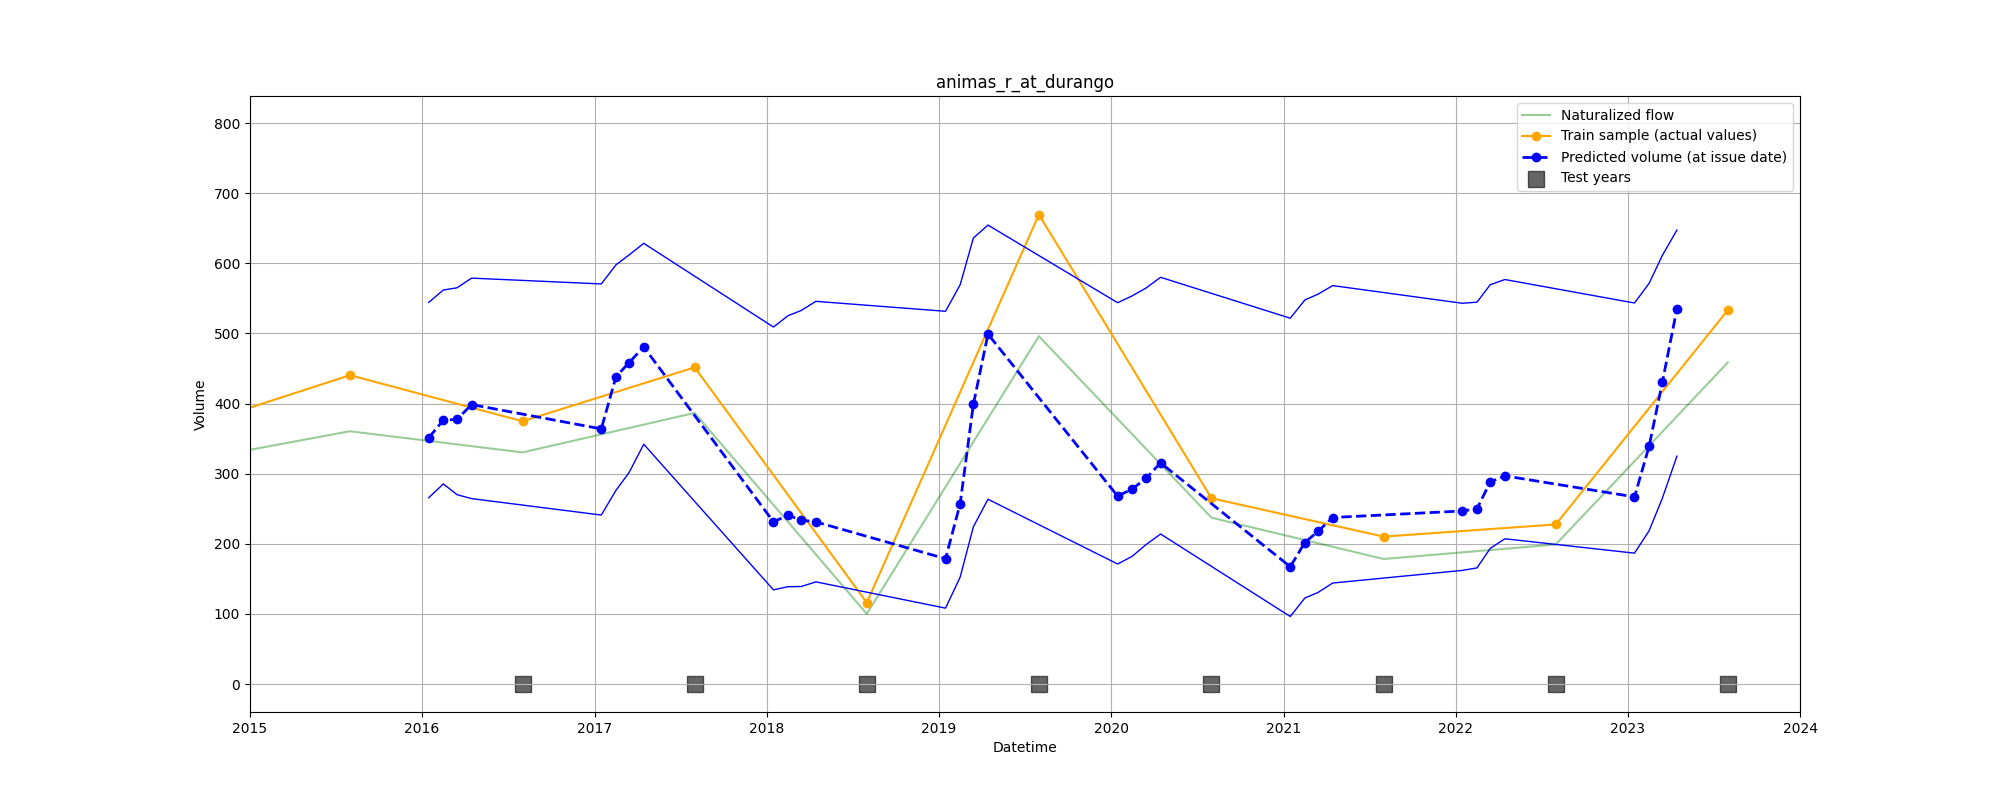 animas_r_at_durango
Naturalized flow
Train sample (actual values)
Predicted volume (at issue date)
Test years
800
700
600
500
400
300
200
100
0
Volume
2015 2016 2017 2018 2019 2020 2021 2022 2023 2024
Datetime